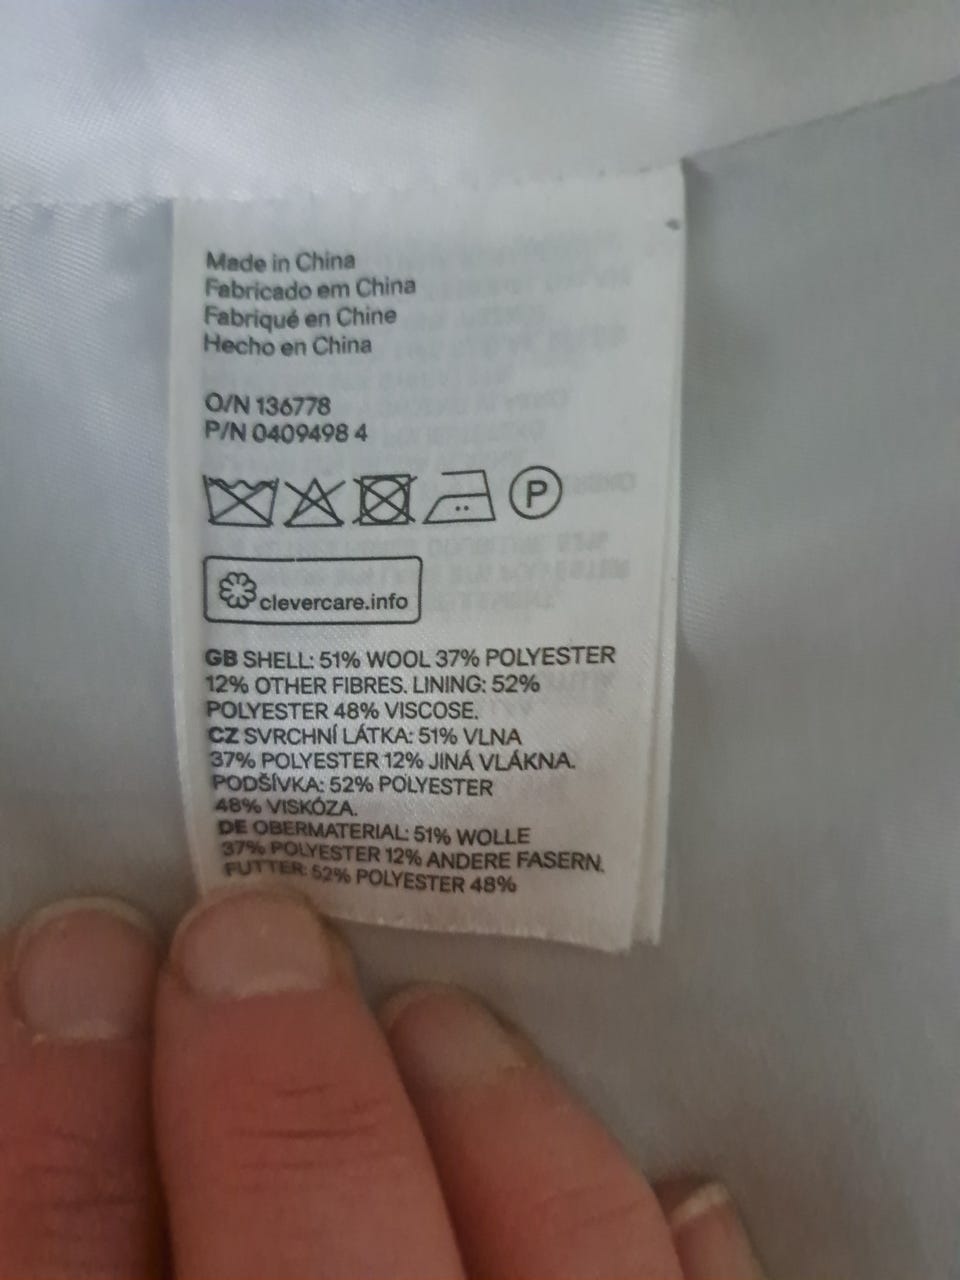 Made in China
Fabricado em China
Fabriqué en Chine
Hecho en China
O/N 136778
P/N 0409498 4
P
clevercare.info
GB SHELL: 51% WOOL 37% POLYESTER
12% OTHER FIBRES. LINING: 52%
POLYESTER 48% VISCOSE.
CZ SVRCHNÍ LÁTKA: 51% VLNA
37% POLYESTER 12% JINÁ VLÁKNA.
PODŠÍVKA: 52% POLYESTER
48% VISKÓZA.
DE OBERMATERIAL: 51% WOLLE
37% POLYESTER 12% ANDERE FASERN.
FUTTER: 52% POLYESTER 48%